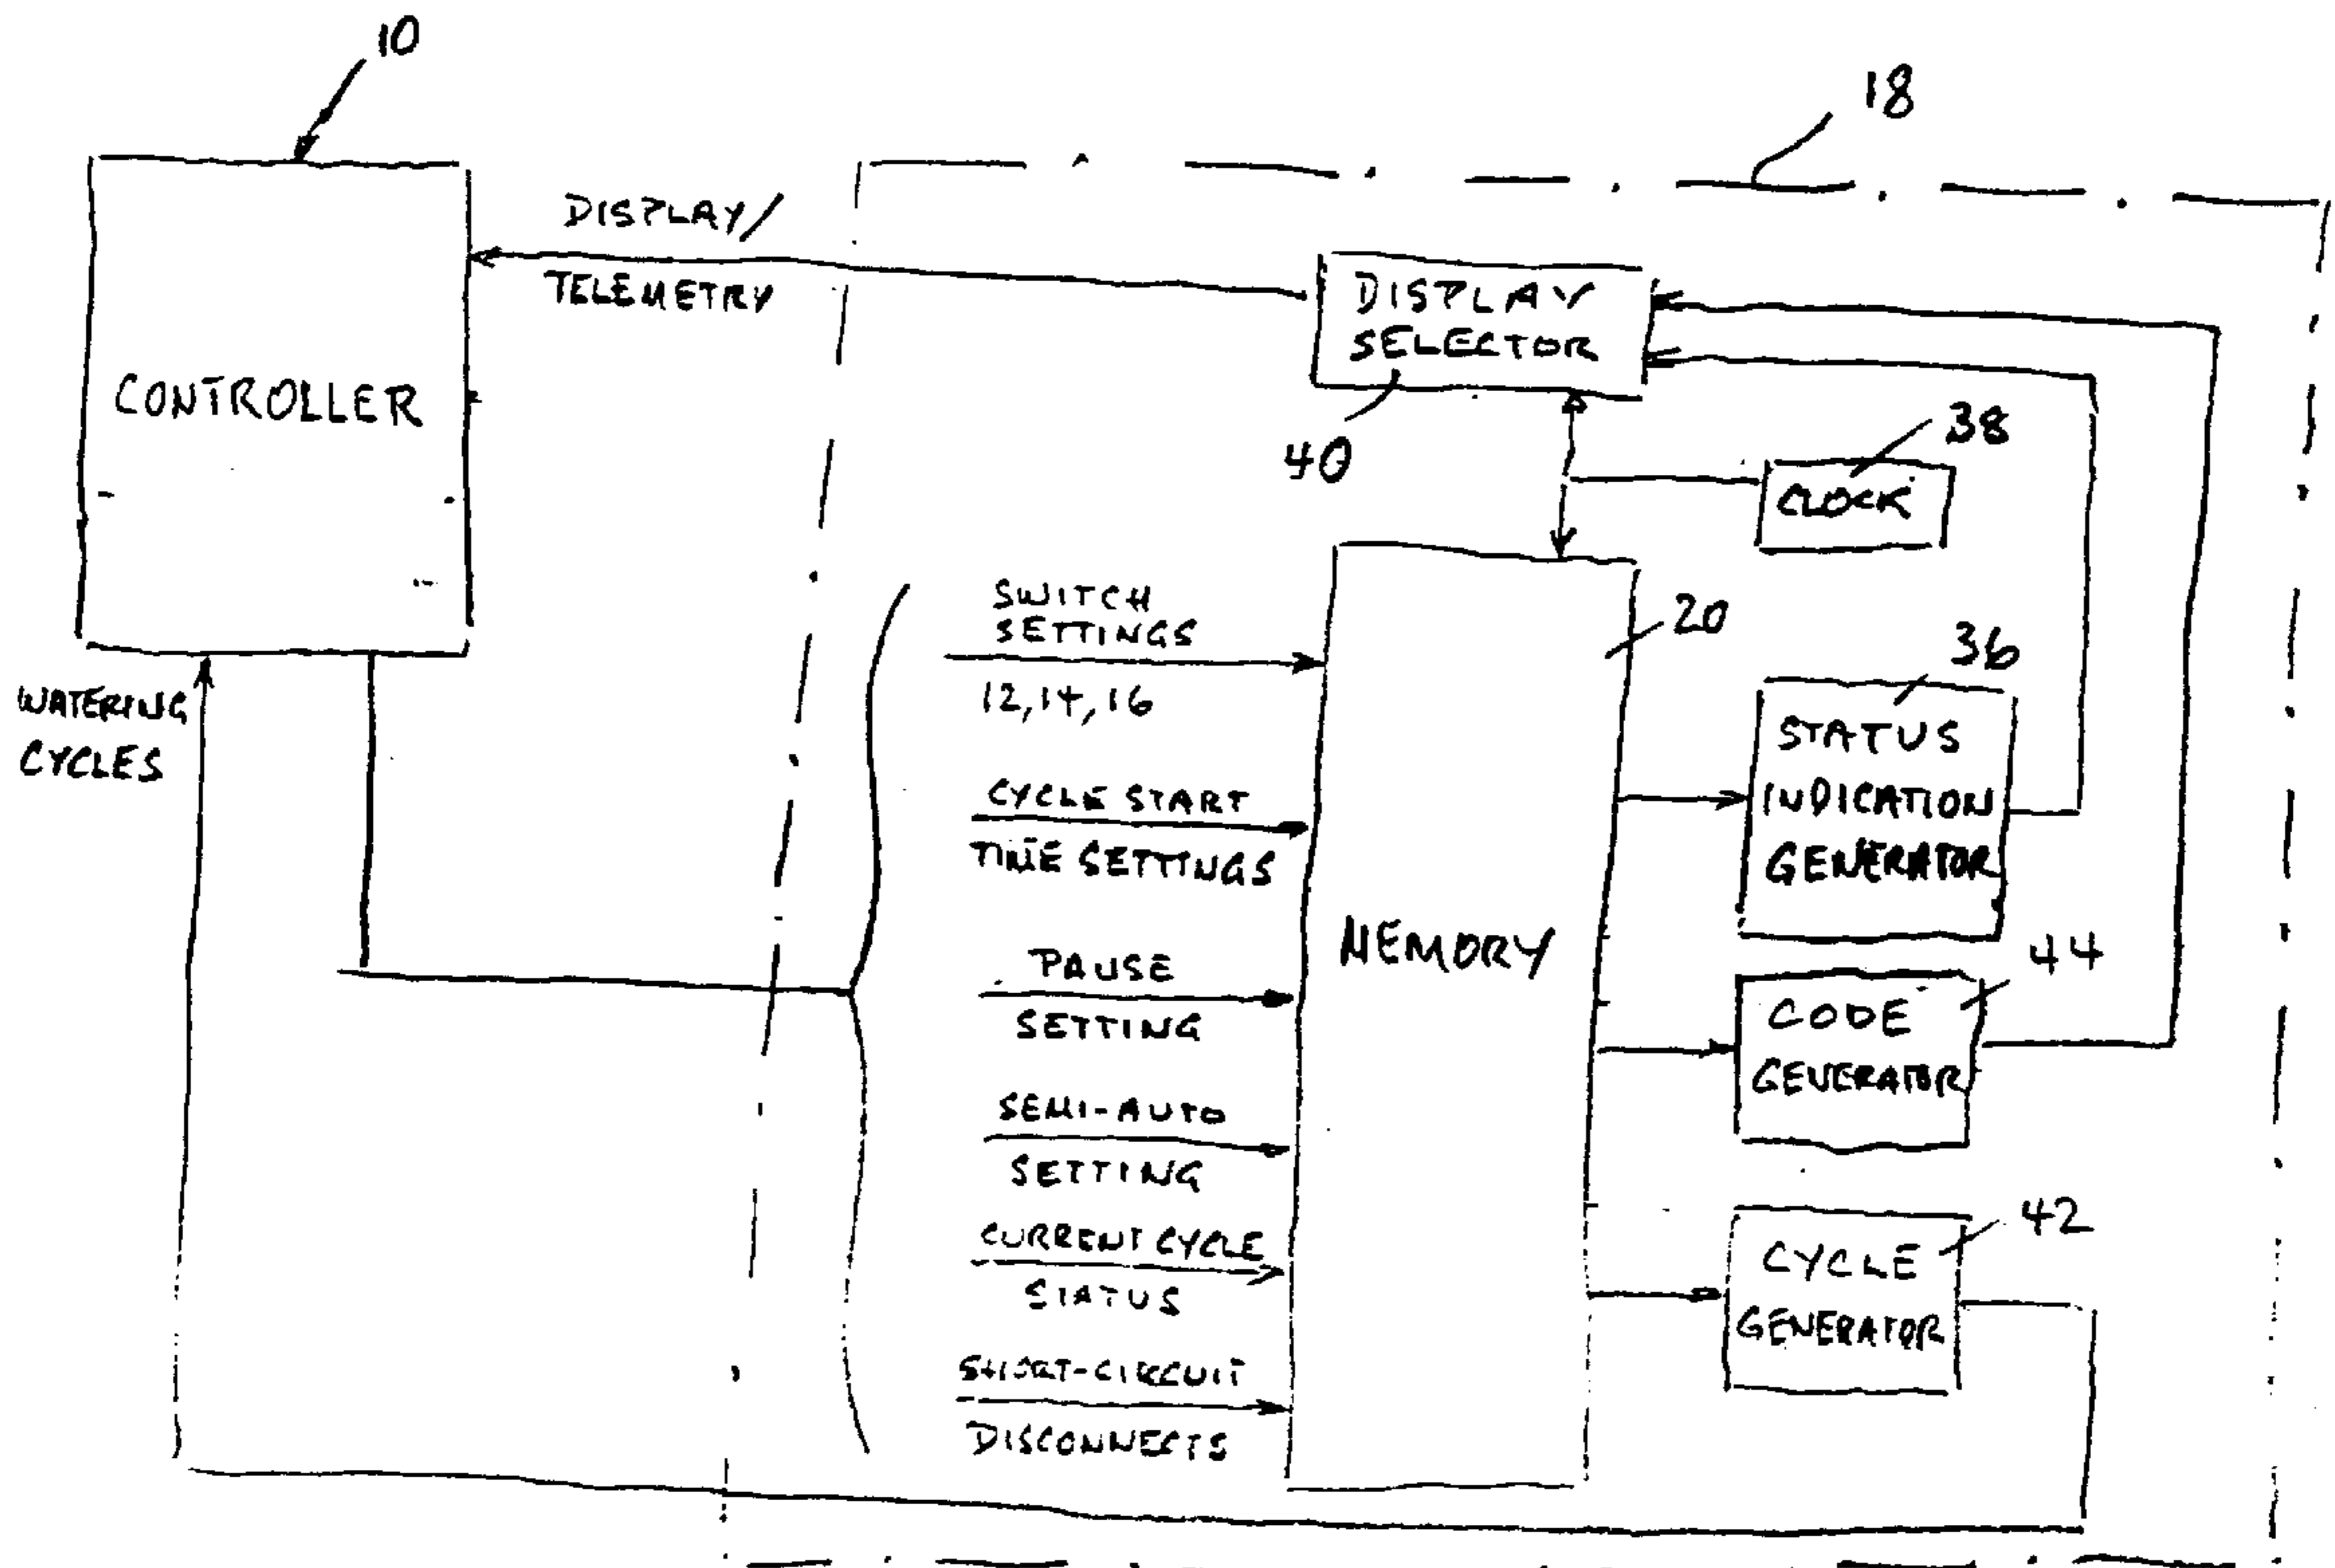 10
18
DISPLAY/
TELEMETRY
DISPLAY
SELECTOR
40
CONTROLLER
38
CLOCK
SWITCH
SETTINGS
12, 14, 16
20
36
WATERING
CYCLES
STATUS
INDICATION
GENERATOR
CYCLE START
TIME SETTINGS
MEMORY
PAUSE
SETTING
44
CODE
GENERATOR
SEMI-AUTO
SETTING
CURRENT CYCLE
STATUS
42
CYCLE
GENERATOR
SHORT-CIRCUIT
DISCONNECTS